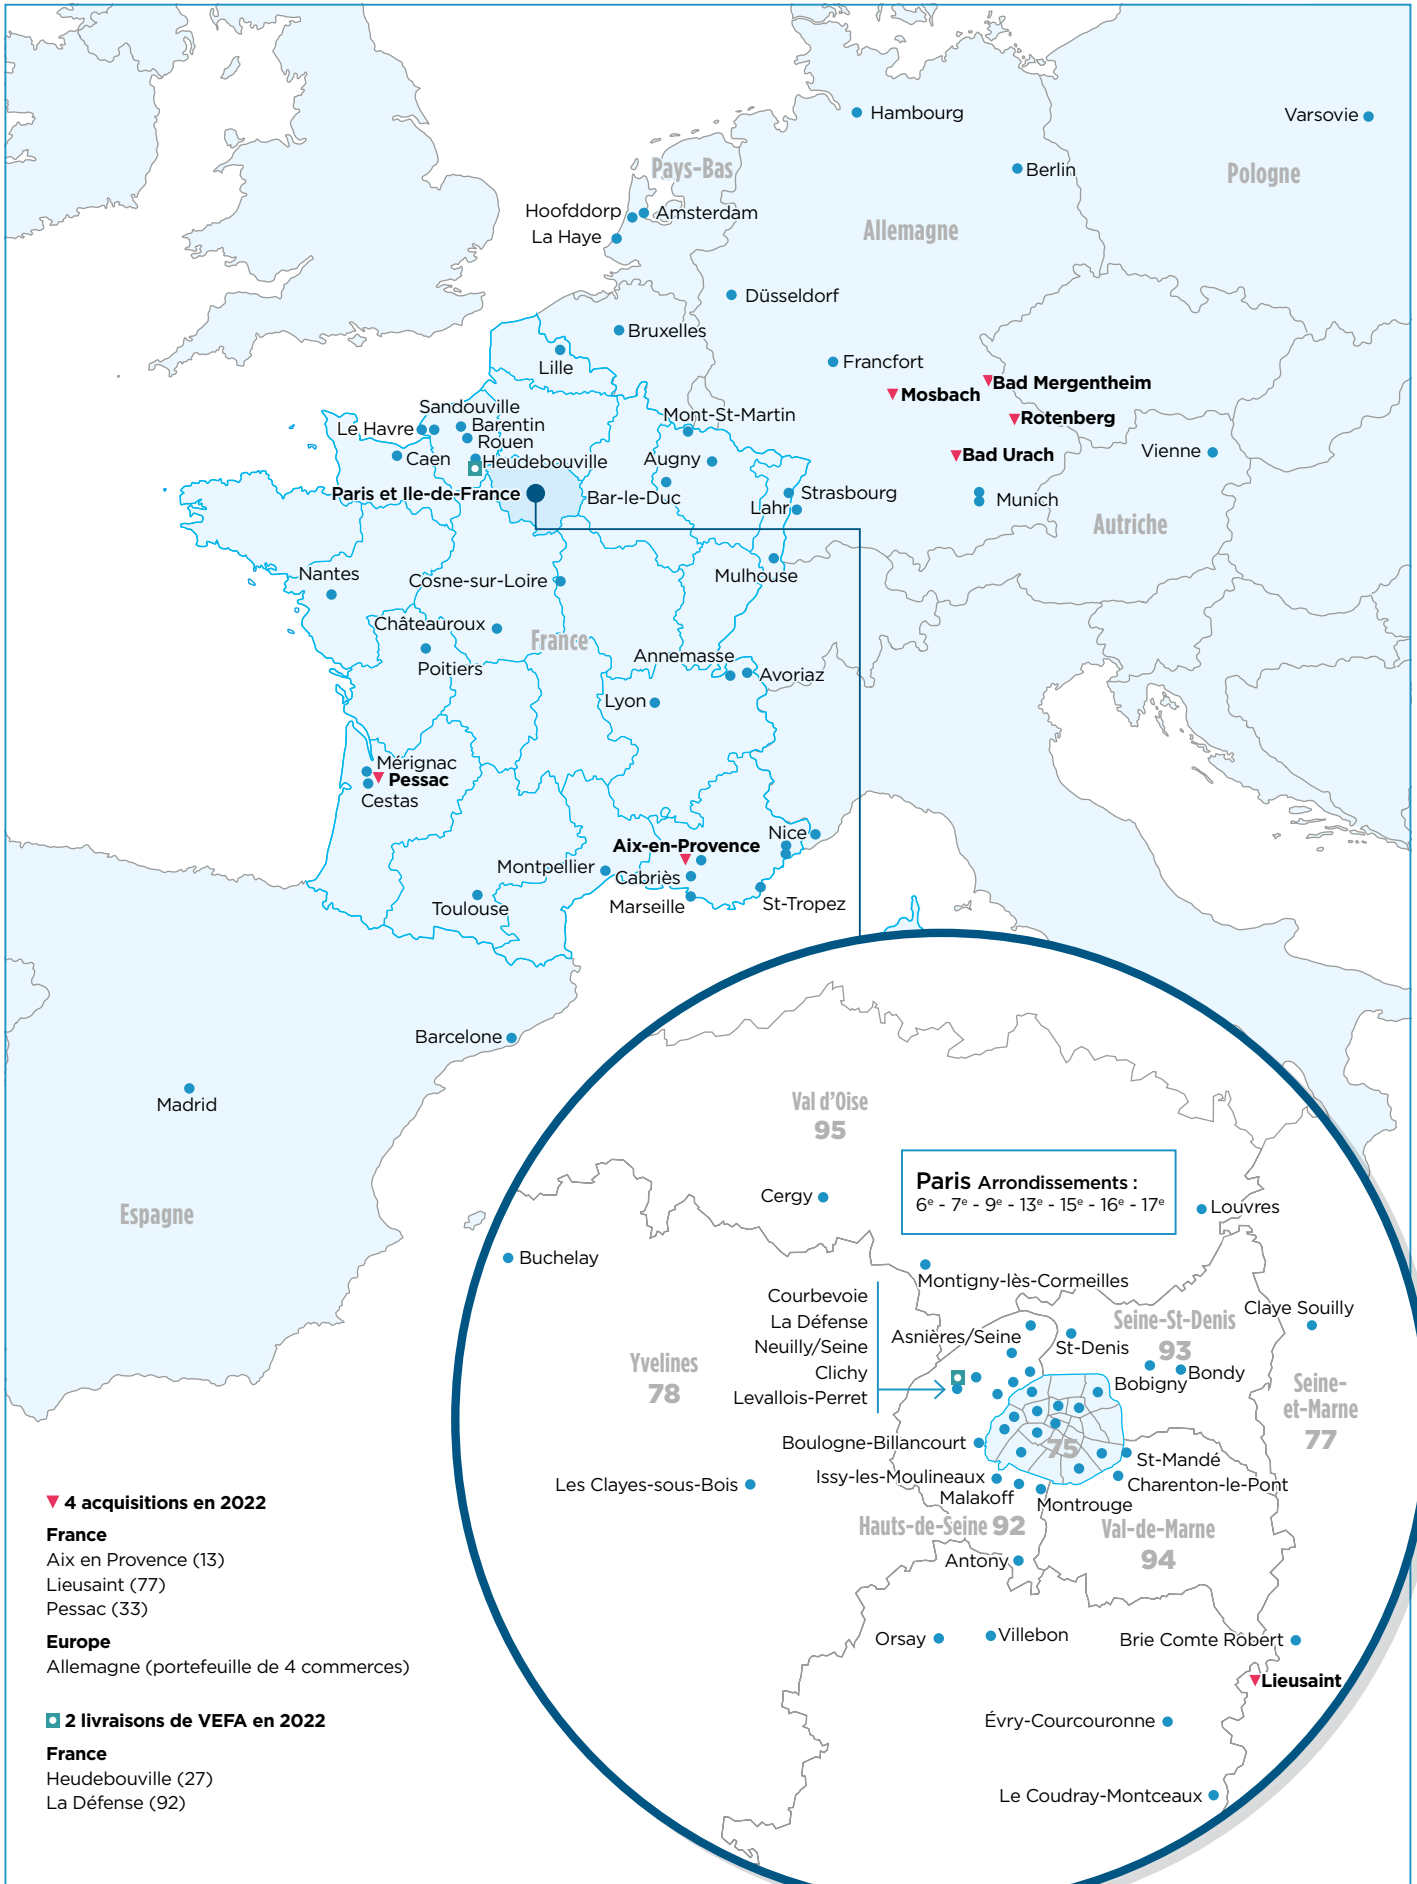 Hambourg
Varsovie
Pays-Bas
Berlin
Pologne
Hoofddorp
Amsterdam
La Haye
Allemagne
Düsseldorf
Bruxelles
Lille
Francfort
Bad Mergentheim
Mosbach
Sandouville
Mont-St-Martin
Rotenberg
Le Havre
Barentin
Rouen
Caen
Heudebouville
Augny
Bad Urach
Vienne
Paris et Ile-de-France
Bar-le-Duc
Strasbourg
Munich
Lahr
Autriche
Nantes
Cosne-sur-Loire
Mulhouse
Châteauroux
France
Poitiers
Annemasse
Avoriaz
Lyon
Mérignac
Pessac
Cestas
Nice
Aix-en-Provence
Montpellier
Cabriès
Toulouse
Marseille
St-Tropez
Barcelone
Madrid
Espagne
Val d’Oise
95
Paris Arrondissements :
6e - 7e - 9e - 13e - 15e - 16e - 17e
Cergy
Louvres
Buchelay
Montigny-lès-Cormeilles
Courbevoie
La Défense
Neuilly/Seine
Clichy
Levallois-Perret
Asnières/Seine
St-Denis
Seine-St-Denis
93
Claye Souilly
Bobigny
Bondy
Yvelines
78
Seine-
et-Marne
77
75
Boulogne-Billancourt
St-Mandé
Issy-les-Moulineaux
Charenton-le-Pont
Les Clayes-sous-Bois
Malakoff
Montrouge
Hauts-de-Seine 92
Val-de-Marne
94
Antony
Orsay
Villebon
Brie Comte Robert
Lieusaint
Évry-Courcouronne
Le Coudray-Montceaux
4 acquisitions en 2022
France
Aix en Provence (13)
Lieusaint (77)
Pessac (33)
Europe
Allemagne (portefeuille de 4 commerces)
2 livraisons de VEFA en 2022
France
Heudebouville (27)
La Défense (92)